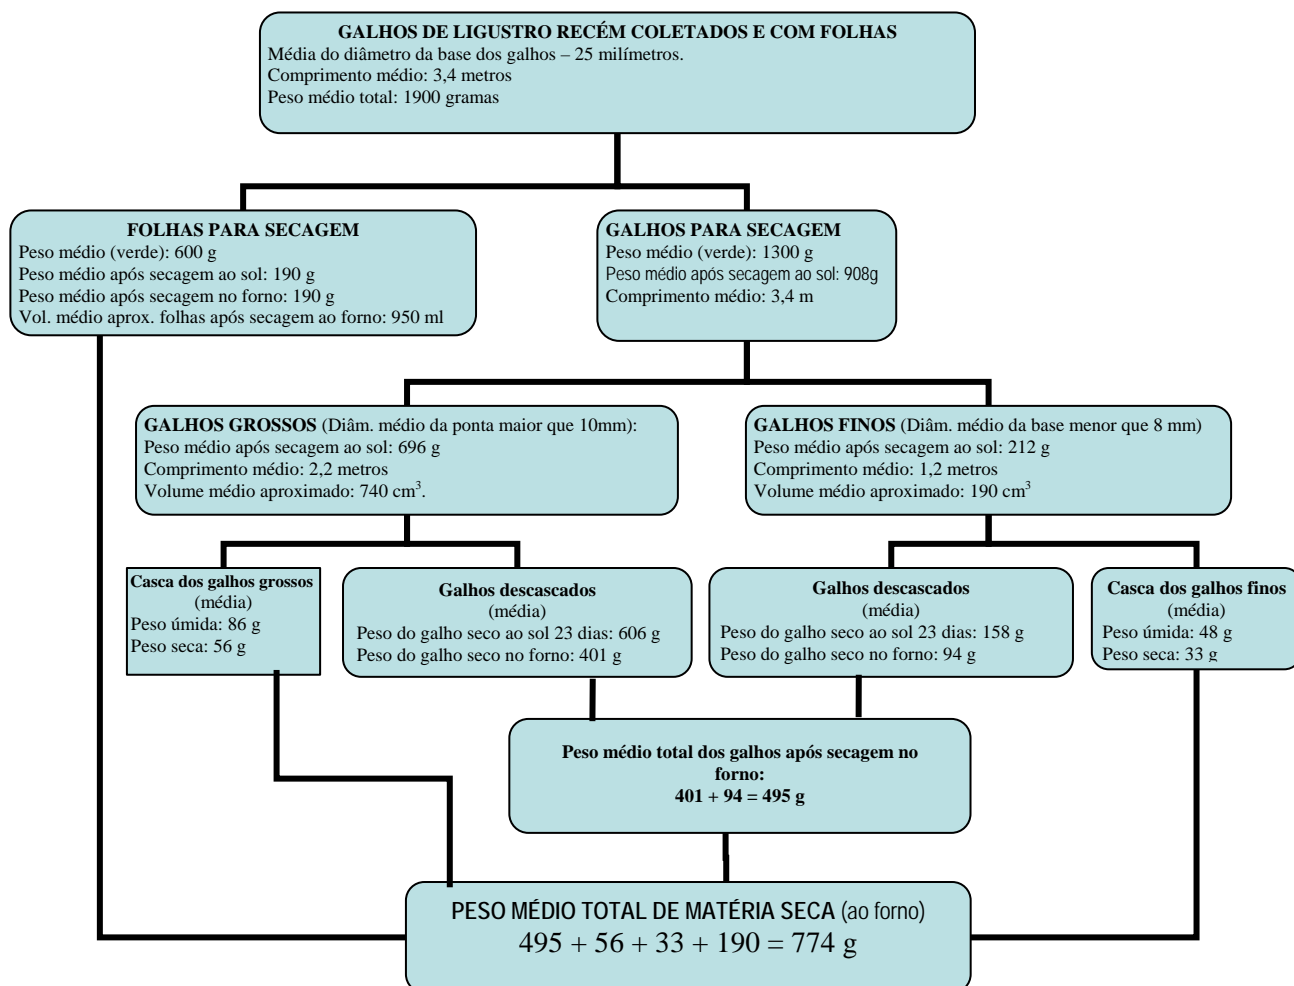 GALHOS DE LIGUSTRO RECÉM COLETADOS E COM FOLHAS
Média do diâmetro da base dos galhos – 25 milímetros.
Comprimento médio: 3,4 metros
Peso médio total: 1900 gramas
FOLHAS PARA SECAGEM
Peso médio (verde): 600 g
Peso médio após secagem ao sol: 190 g
Peso médio após secagem no forno: 190 g
Vol. médio aprox. folhas após secagem ao forno: 950 ml
GALHOS PARA SECAGEM
Peso médio (verde): 1300 g
Peso médio após secagem ao sol: 908g
Comprimento médio: 3,4 m
GALHOS GROSSOS (Diâm. médio da ponta maior que 10mm):
Peso médio após secagem ao sol: 696 g
Comprimento médio: 2,2 metros
Volume médio aproximado: 740 cm³.
GALHOS FINOS (Diâm. médio da base menor que 8 mm)
Peso médio após secagem ao sol: 212 g
Comprimento médio: 1,2 metros
Volume médio aproximado: 190 cm³
Casca dos galhos grossos
(média)
Peso úmida: 86 g
Peso seca: 56 g
Galhos descascados
(média)
Peso do galho seco ao sol 23 dias: 606 g
Peso do galho seco no forno: 401 g
Galhos descascados
(média)
Peso do galho seco ao sol 23 dias: 158 g
Peso do galho seco no forno: 94 g
Casca dos galhos finos
(média)
Peso úmida: 48 g
Peso seca: 33 g
Peso médio total dos galhos após secagem no
forno:
401 + 94 = 495 g
PESO MÉDIO TOTAL DE MATÉRIA SECA (ao forno)
495 + 56 + 33 + 190 = 774 g